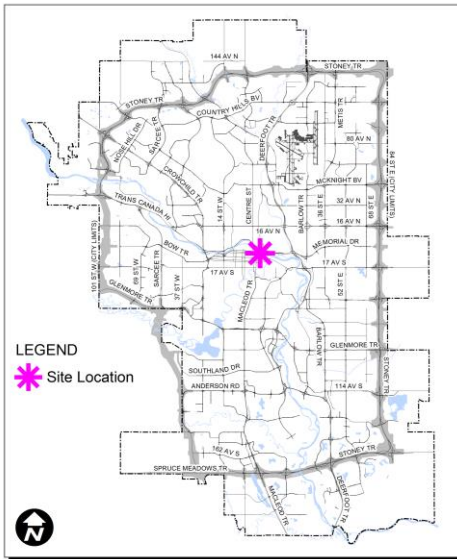 144 AV N
STONEY TR
STONEY TR
COUNTRY HILLS BV
NOSE HILL DR
SARCEE TR
DEERFOOT TR
METIS TR
80 AV N
CROWCHILD TR
MCKNIGHT BV
84 ST E (CITY LIMITS)
TRANS CANADA HI
14 ST W
CENTRE ST
BARLOW TR
36 ST E
32 AV N
68 ST E
16 AV N
16 AV N
101 ST W (CITY LIMITS)
BOW TR
MEMORIAL DR
69 ST W
SARCEE TR
37 ST W
17 AV S
17 AV S
MACLEOD TR
52 ST E
GLENMORE TR
BARLOW TR
GLENMORE TR
LEGEND
Site Location
SOUTHLAND DR
ANDERSON RD
114 AV S
STONEY TR
162 AV S
STONEY TR
SPRUCE MEADOWS TR
MACLEOD TR
DEERFOOT TR
N